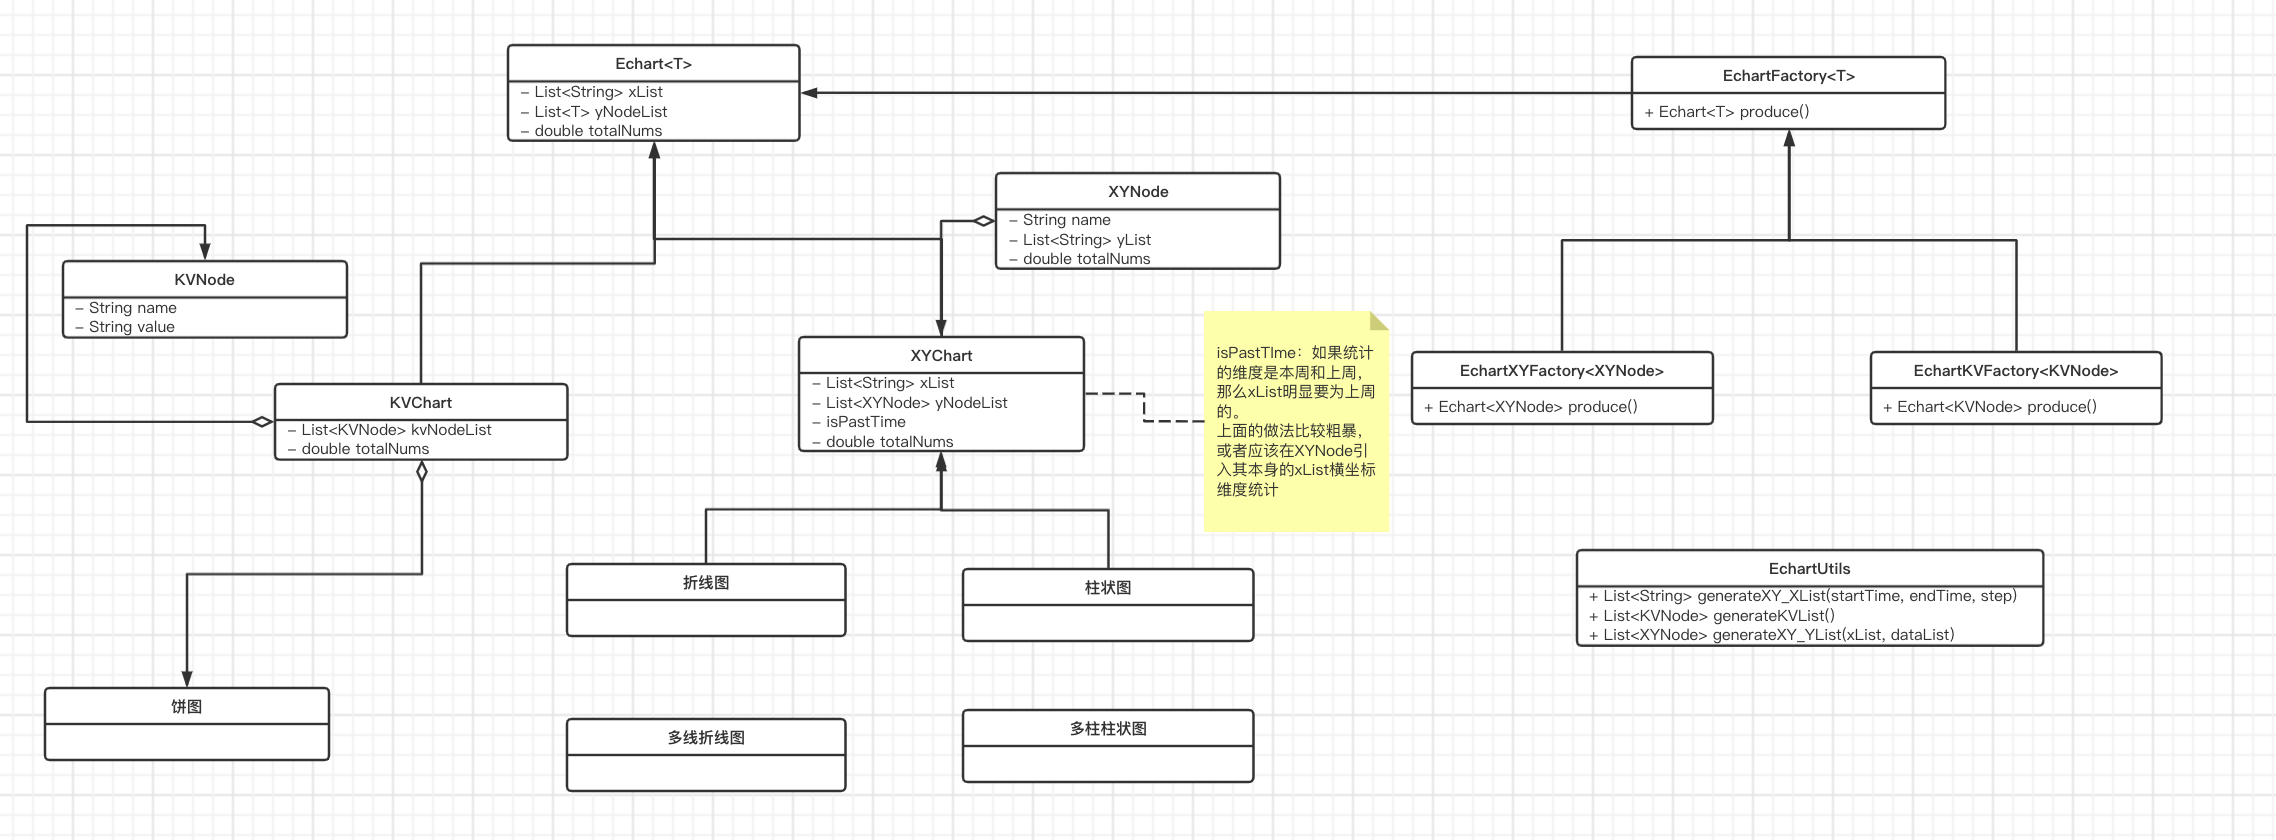 Echart<T>
– List<String> xList
– List<T> yNodeList
– double totalNums
EchartFactory<T>
+ Echart<T> produce()
XYNode
– String name
– List<String> yList
– double totalNums
KVNode
– String name
– String value
KVChart
– List<KVNode> kvNodeList
– double totalNums
XYChart
– List<String> xList
– List<XYNode> yNodeList
– isPastTime
– double totalNums
isPastTIme：如果统计
的维度是本周和上周，
那么xList明显要为上周
的。
上面的做法比较粗暴，
或者应该在XYNode引
入其本身的xList横坐标
维度统计
EchartXYFactory<XYNode>
+ Echart<XYNode> produce()
EchartKVFactory<KVNode>
+ Echart<KVNode> produce()
折线图
柱状图
EchartUtils
+ List<String> generateXY_XList(startTime, endTime, step)
+ List<KVNode> generateKVList()
+ List<XYNode> generateXY_YList(xList, dataList)
饼图
多线折线图
多柱柱状图